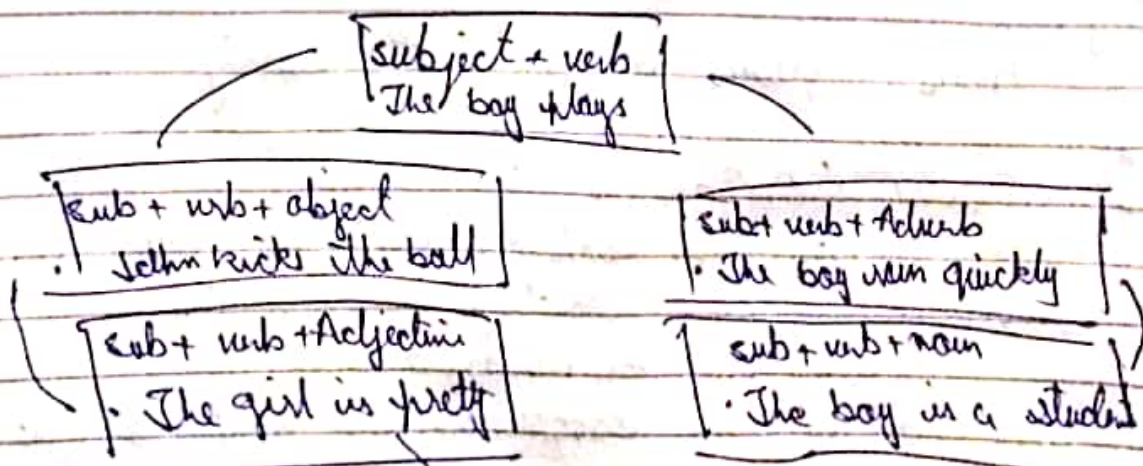 subject + verb
The boy plays
sub + verb + object
. John kicks the ball
sub + verb + Adverb
. The boy run quickly
sub + verb + Adjective
. The girl is pretty
sub + verb + noun
. The boy is a student